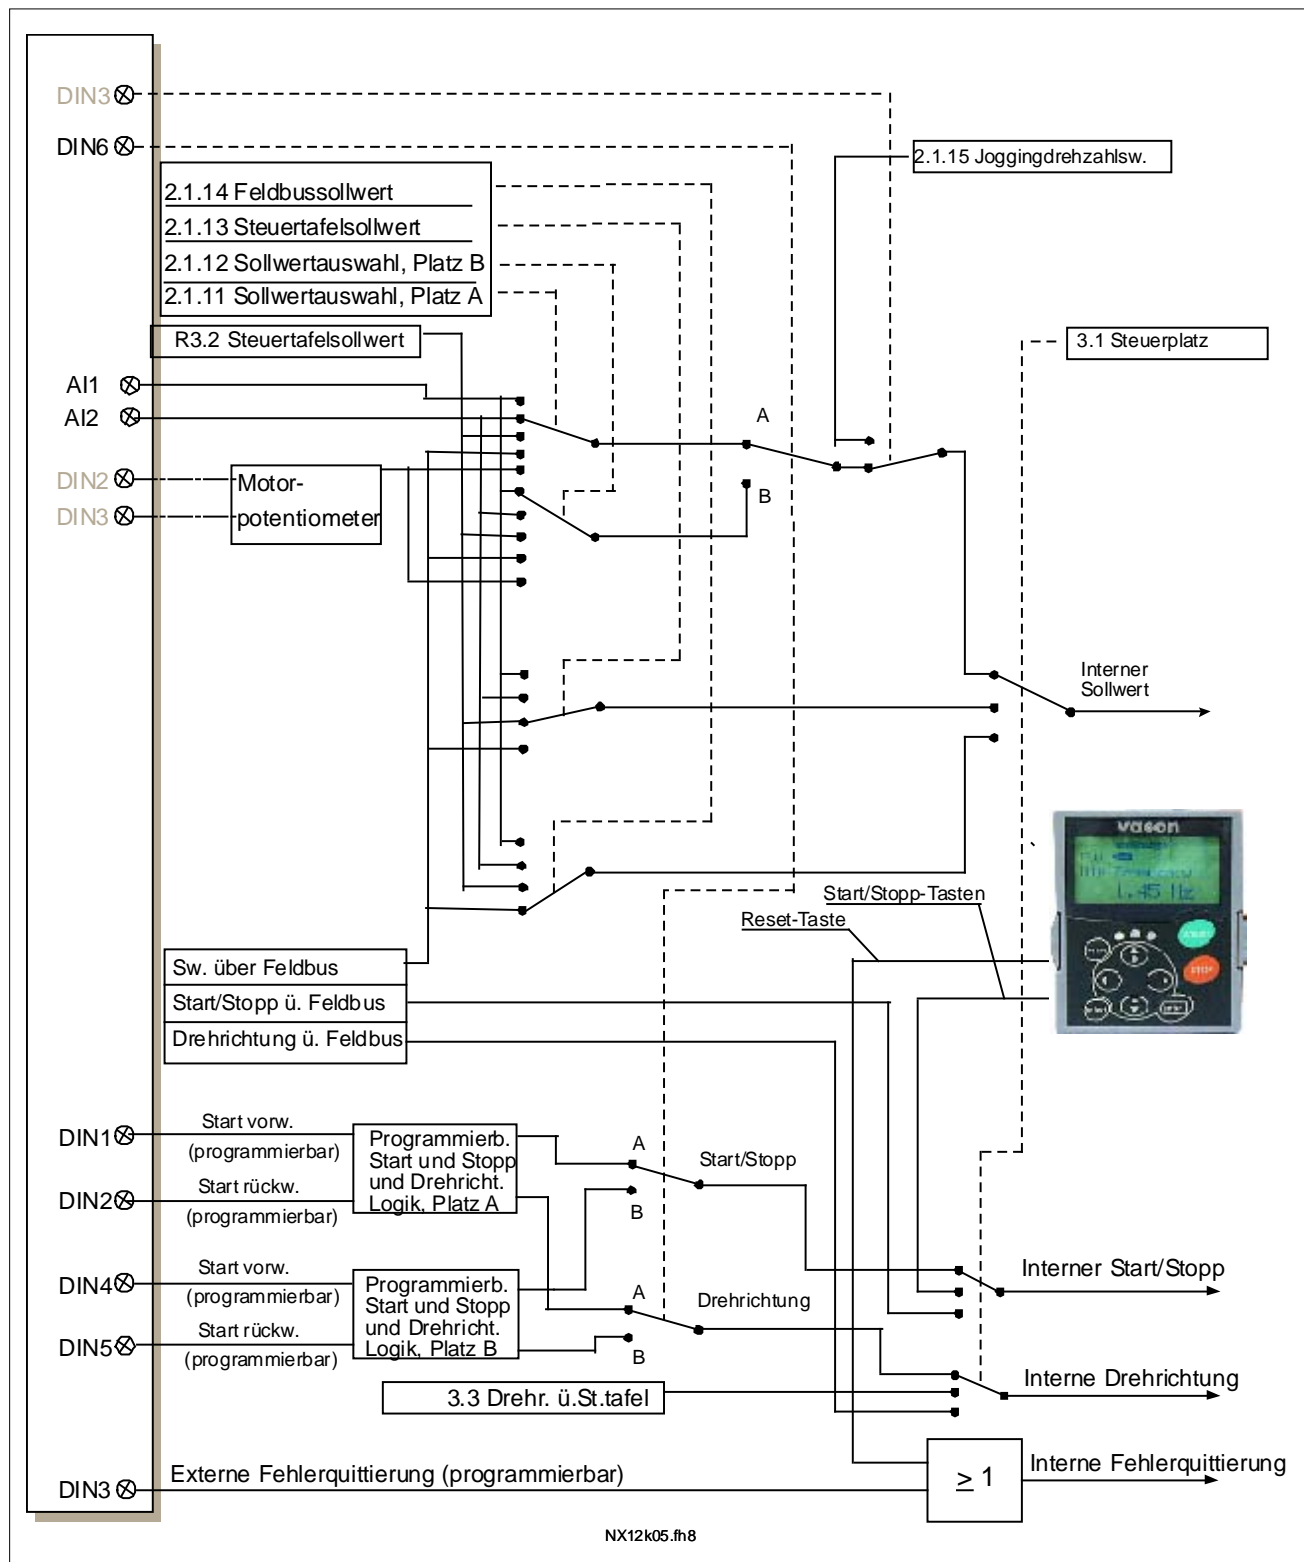 DIN3
DIN6
2.1.15 Joggingdrehzahlsw.
2.1.14 Feldbussollwert
2.1.13 Steuertafelsollwert
2.1.12 Sollwertauswahl, Platz B
2.1.11 Sollwertauswahl, Platz A
R3.2 Steuertafelsollwert
3.1 Steuerplatz
AI1
AI2
A
B
DIN2
DIN3
Motor-
potentiometer
Interner
Sollwert
vacon
1.45 Hz
Start/Stopp-Tasten
Reset-Taste
STOP
Sw. über Feldbus
Start/Stopp ü. Feldbus
Drehrichtung ü. Feldbus
DIN1
Start vorw.
(programmierbar)
DIN2
Start rückw.
(programmierbar)
Programmierb.
Start und Stopp
und Drehricht.
Logik, Platz A
A
B
Start/Stopp
DIN4
Start vorw.
(programmierbar)
DIN5
Start rückw.
(programmierbar)
Programmierb.
Start und Stopp
und Drehricht.
Logik, Platz B
A
B
Drehrichtung
Interner Start/Stopp
3.3 Drehr. ü.St.tafel
Interne Drehrichtung
DIN3
Externe Fehlerquittierung (programmierbar)
≥ 1
Interne Fehlerquittierung
NX12k05.fh8